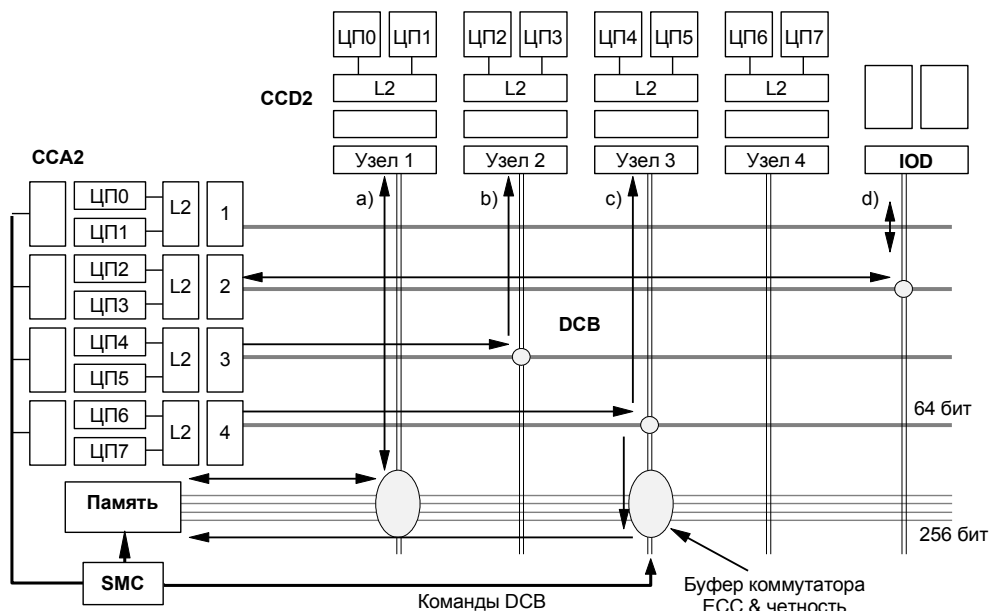 ЦП0 ЦП1 ЦП2 ЦП3 ЦП4 ЦП5 ЦП6 ЦП7
L2 L2 L2 L2
CCD2
Узел 1 Узел 2 Узел 3 Узел 4 IOD
CCA2
a) b) c) d)
ЦП0
L2 1
ЦП1
ЦП2
L2 2
ЦП3
DCB
ЦП4
L2 3
ЦП5
ЦП6
L2 4
64 бит
ЦП7
Память
256 бит
SMC
Команды DCB
Буфер коммутатора
ECC & четность